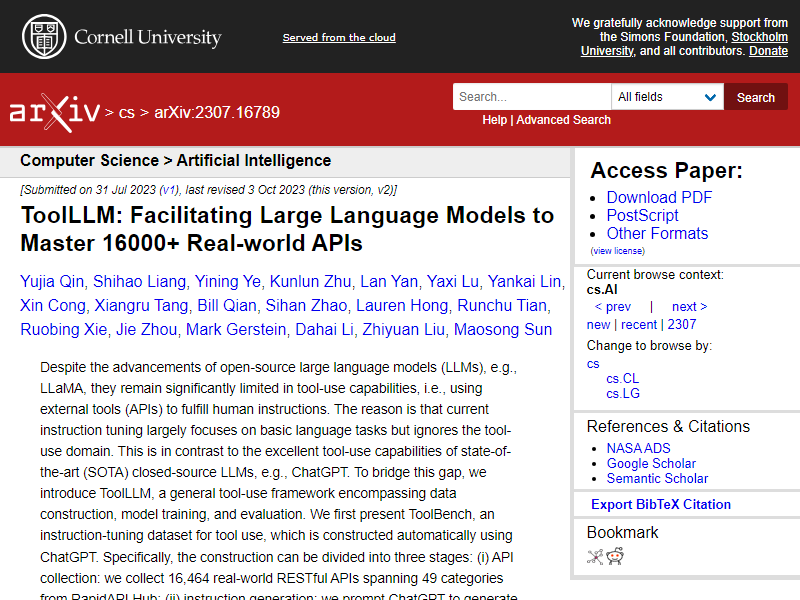 Cornell University
Served from the cloud
We gratefully acknowledge support from
the Simons Foundation, Stockholm
University, and all contributors. Donate
arXiv > cs > arXiv:2307.16789
Search...
All fields
Search
Help | Advanced Search
Computer Science > Artificial Intelligence
[Submitted on 31 Jul 2023 (v1), last revised 3 Oct 2023 (this version, v2)]
ToolLLM: Facilitating Large Language Models to
Master 16000+ Real-world APIs
Yujia Qin, Shihao Liang, Yining Ye, Kunlun Zhu, Lan Yan, Yaxi Lu, Yankai Lin,
Xin Cong, Xiangru Tang, Bill Qian, Sihan Zhao, Lauren Hong, Runchu Tian,
Ruobing Xie, Jie Zhou, Mark Gerstein, Dahai Li, Zhiyuan Liu, Maosong Sun
Despite the advancements of open-source large language models (LLMs), e.g.,
LLaMA, they remain significantly limited in tool-use capabilities, i.e., using
external tools (APIs) to fulfill human instructions. The reason is that current
instruction tuning largely focuses on basic language tasks but ignores the tool-
use domain. This is in contrast to the excellent tool-use capabilities of state-of-
the-art (SOTA) closed-source LLMs, e.g., ChatGPT. To bridge this gap, we
introduce ToolLLM, a general tool-use framework encompassing data
construction, model training, and evaluation. We first present ToolBench, an
instruction-tuning dataset for tool use, which is constructed automatically using
ChatGPT. Specifically, the construction can be divided into three stages: (i) API
collection: we collect 16,464 real-world RESTful APIs spanning 49 categories
from RapidAPI Hub; (ii) instruction generation: we prompt ChatGPT to generate
Access Paper:
Download PDF
PostScript
Other Formats
(view license)
Current browse context:
cs.AI
< prev | next >
new | recent | 2307
Change to browse by:
cs
cs.CL
cs.LG
References & Citations
NASA ADS
Google Scholar
Semantic Scholar
Export BibTeX Citation
Bookmark